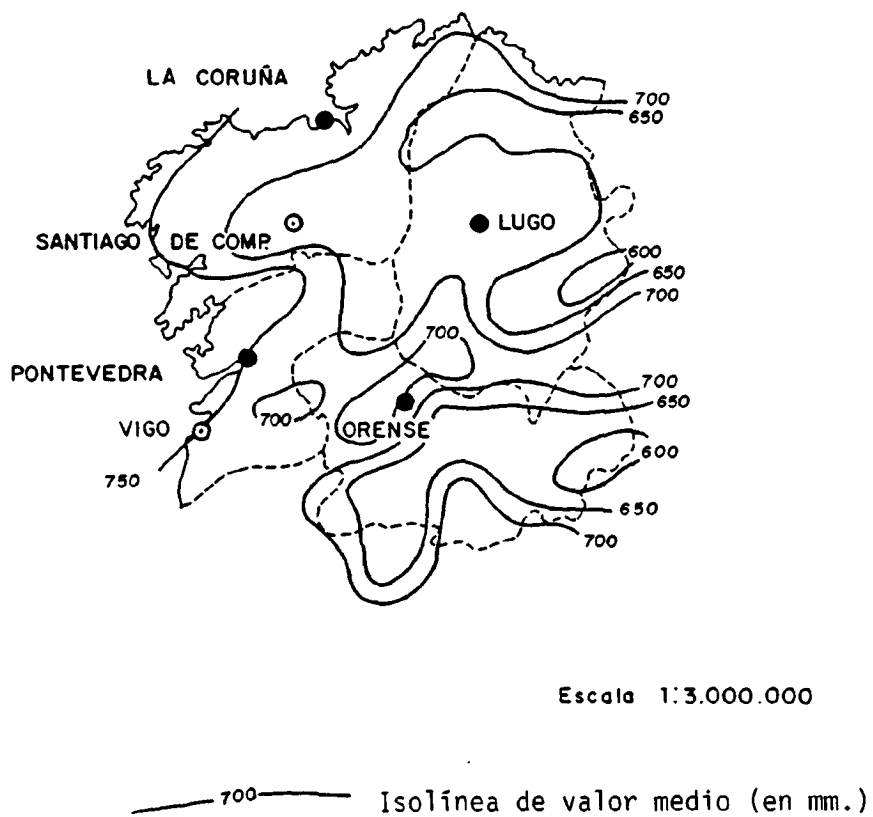 LA CORUÑA
700
650
SANTIAGO DE COMP.
LUGO
600
650
700
700
PONTEVEDRA
700
650
700
VIGO
ORENSE
600
750
650
700
Escala 1:3.000.000
700
Isolínea de valor medio (en mm.)